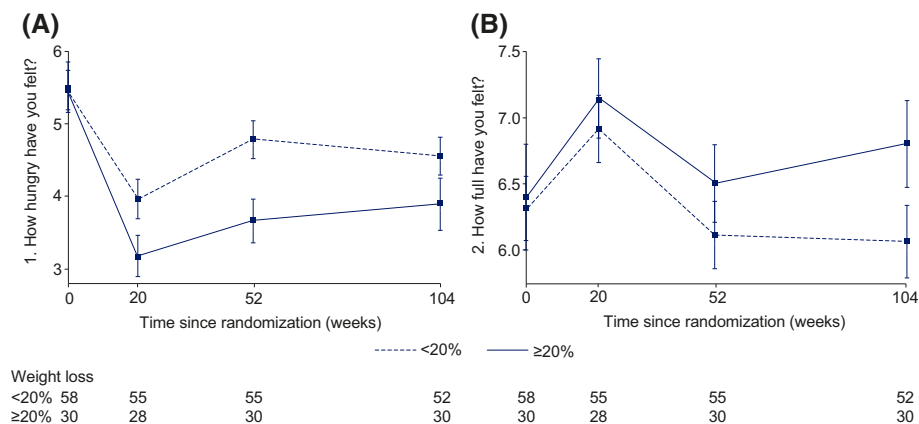 (A)
1. How hungry have you felt?
6
5
4
3
0 20 52 104
Time since randomization (weeks)
(B)
2. How full have you felt?
7.5
7.0
6.5
6.0
0 20 52 104
Time since randomization (weeks)
<20% ≥20%
Weight loss
<20% 58 55 55 52 58 55 55 52
≥20% 30 28 30 30 30 28 30 30